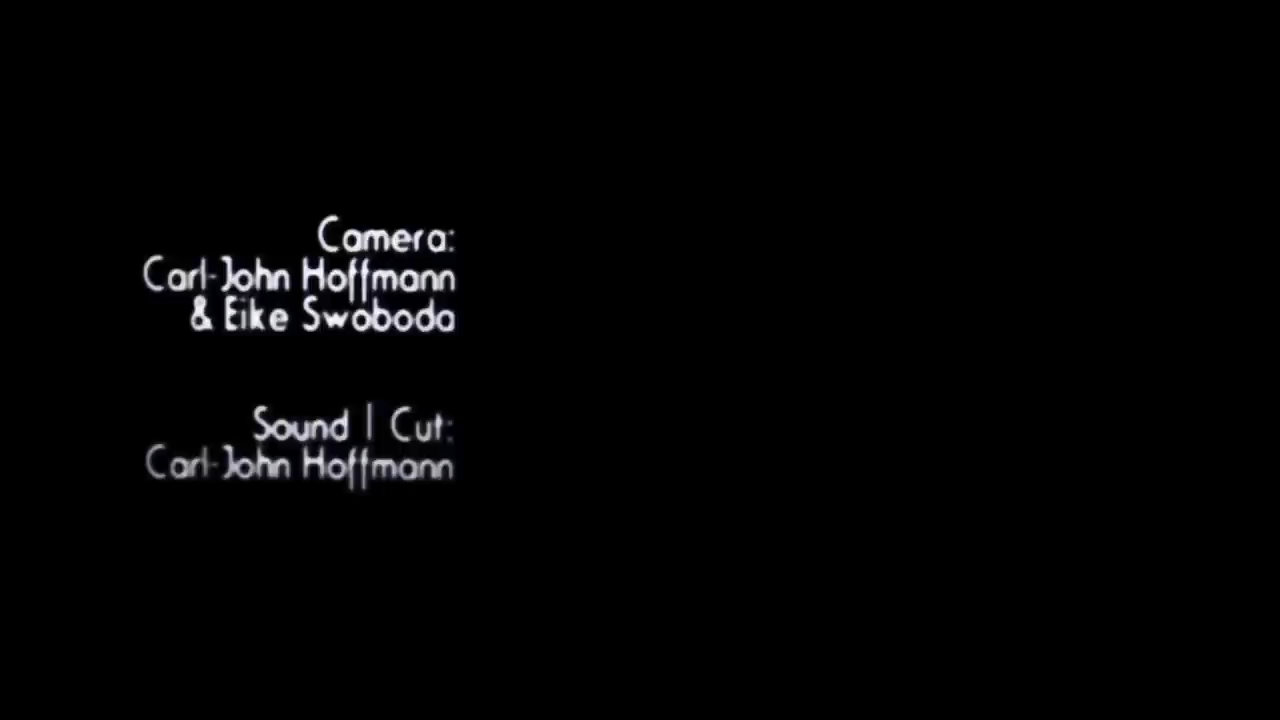 Camera:
Carl-John Hoffmann
& Eike Swoboda
Sound | Cut:
Carl-John Hoffmann